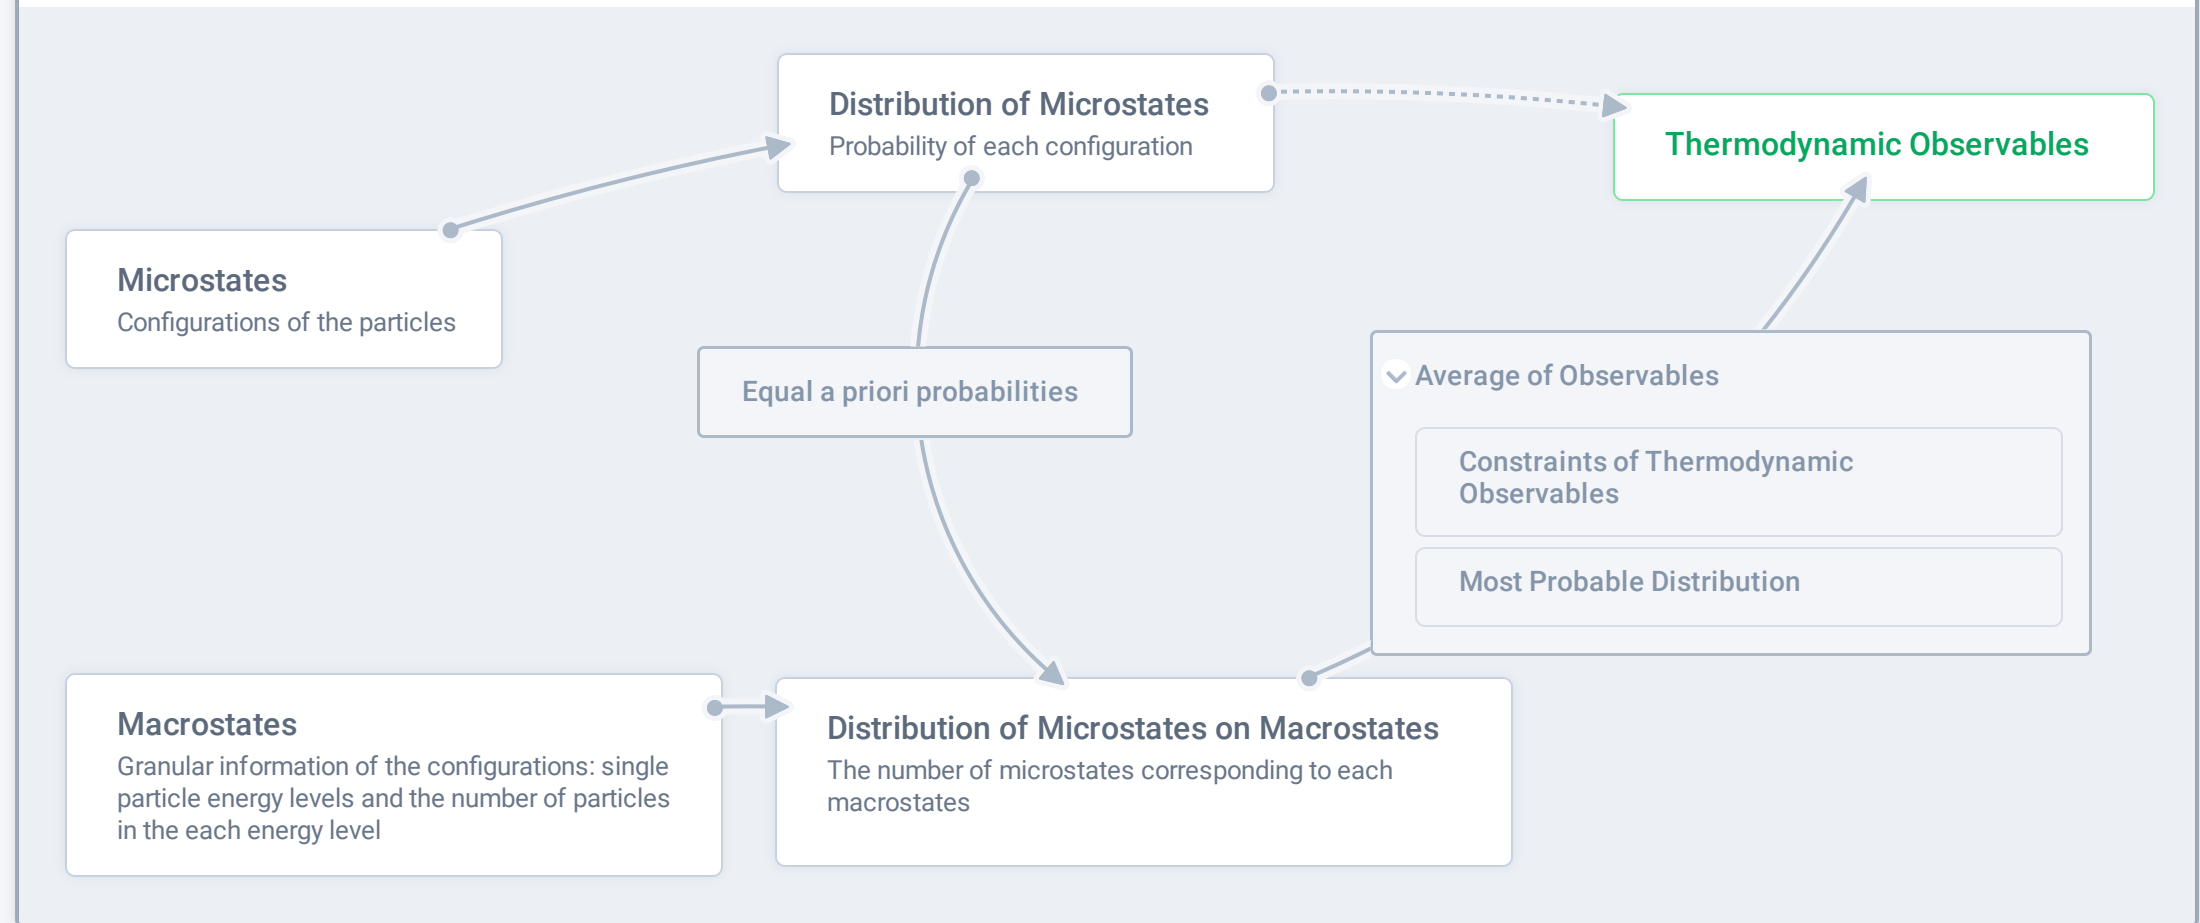 Distribution of Microstates
Probability of each configuration
Thermodynamic Observables
Microstates
Configurations of the particles
Equal a priori probabilities
Average of Observables
Constraints of Thermodynamic
Observables
Most Probable Distribution
Macrostates
Granular information of the configurations: single
particle energy levels and the number of particles
in the each energy level
Distribution of Microstates on Macrostates
The number of microstates corresponding to each
macrostates